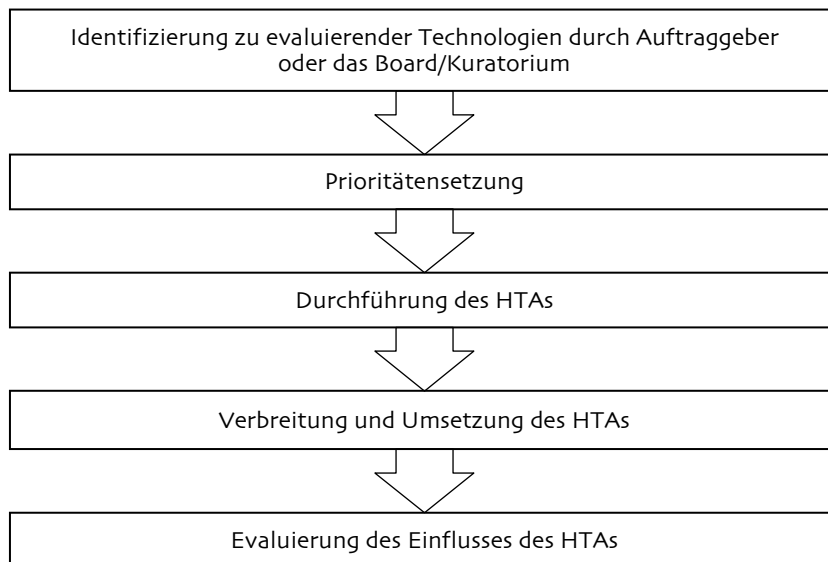 Identifizierung zu evaluierender Technologien durch Auftraggeber
oder das Board/Kuratorium
Prioritätensetzung
Durchführung des HTAs
Verbreitung und Umsetzung des HTAs
Evaluierung des Einflusses des HTAs